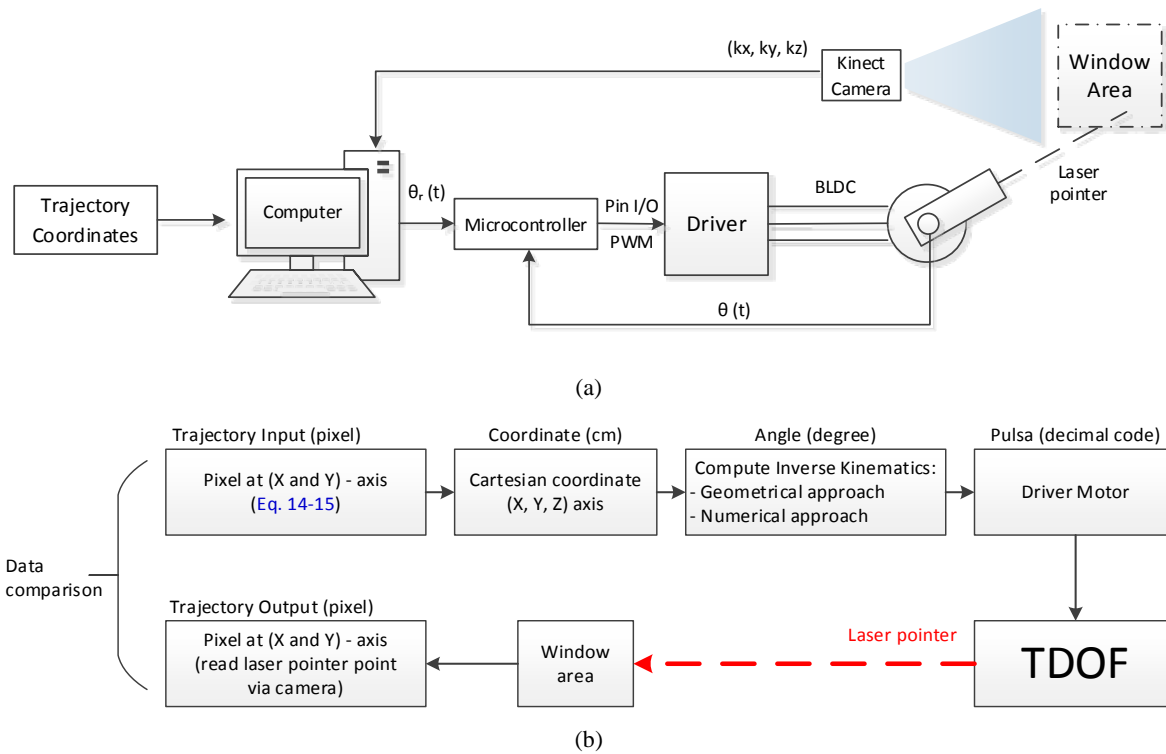 (kx, ky, kz)
Kinect
Camera
Window
Area
Laser
pointer
Trajectory
Coordinates
Computer
θr (t)
Microcontroller
Pin I/O
PWM
Driver
BLDC
θ (t)
(a)
Trajectory Input (pixel)
Pixel at (X and Y) - axis
(Eq. 14-15)
Coordinate (cm)
Cartesian coordinate
(X, Y, Z) axis
Angle (degree)
Compute Inverse Kinematics:
- Geometrical approach
- Numerical approach
Pulsa (decimal code)
Driver Motor
Data
comparison
Trajectory Output (pixel)
Pixel at (X and Y) - axis
(read laser pointer point
via camera)
Window
area
Laser pointer
TDOF
(b)